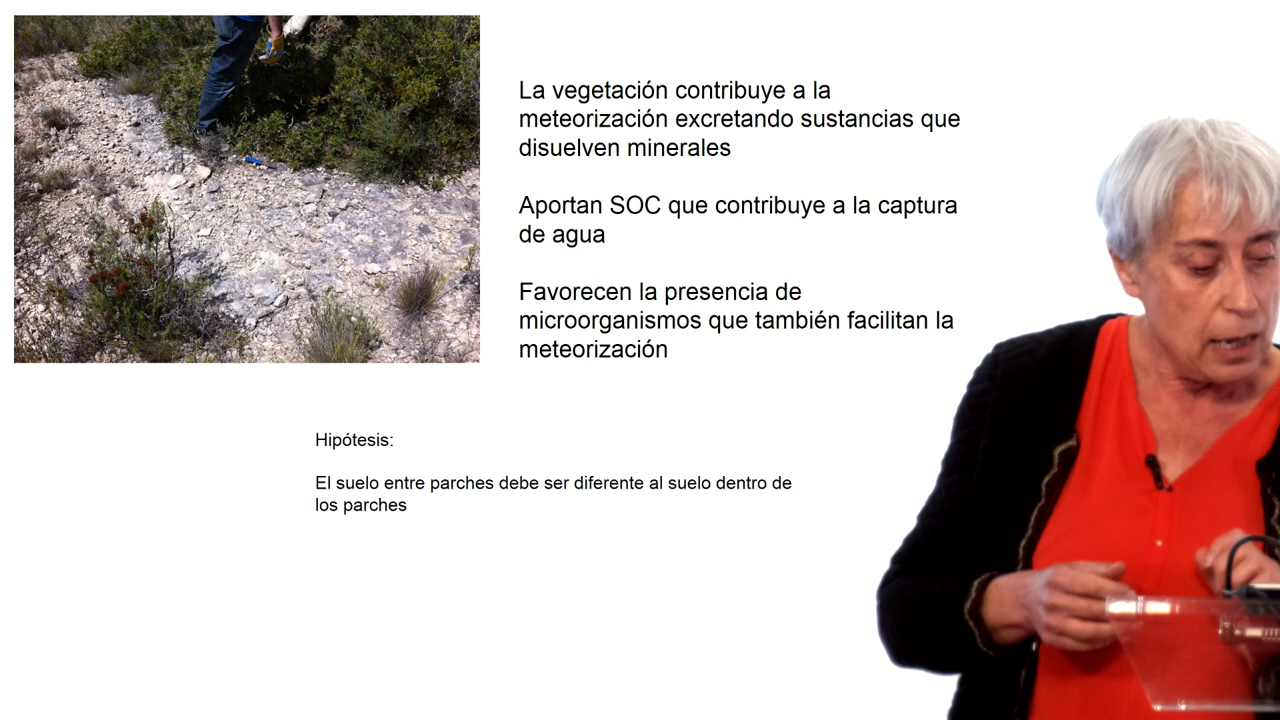 La vegetación contribuye a la
meteorización excretando sustancias que
disuelven minerales
Aportan SOC que contribuye a la captura
de agua
Favorecen la presencia de
microorganismos que también facilitan la
meteorización
Hipótesis:
El suelo entre parches debe ser diferente al suelo dentro de
los parches